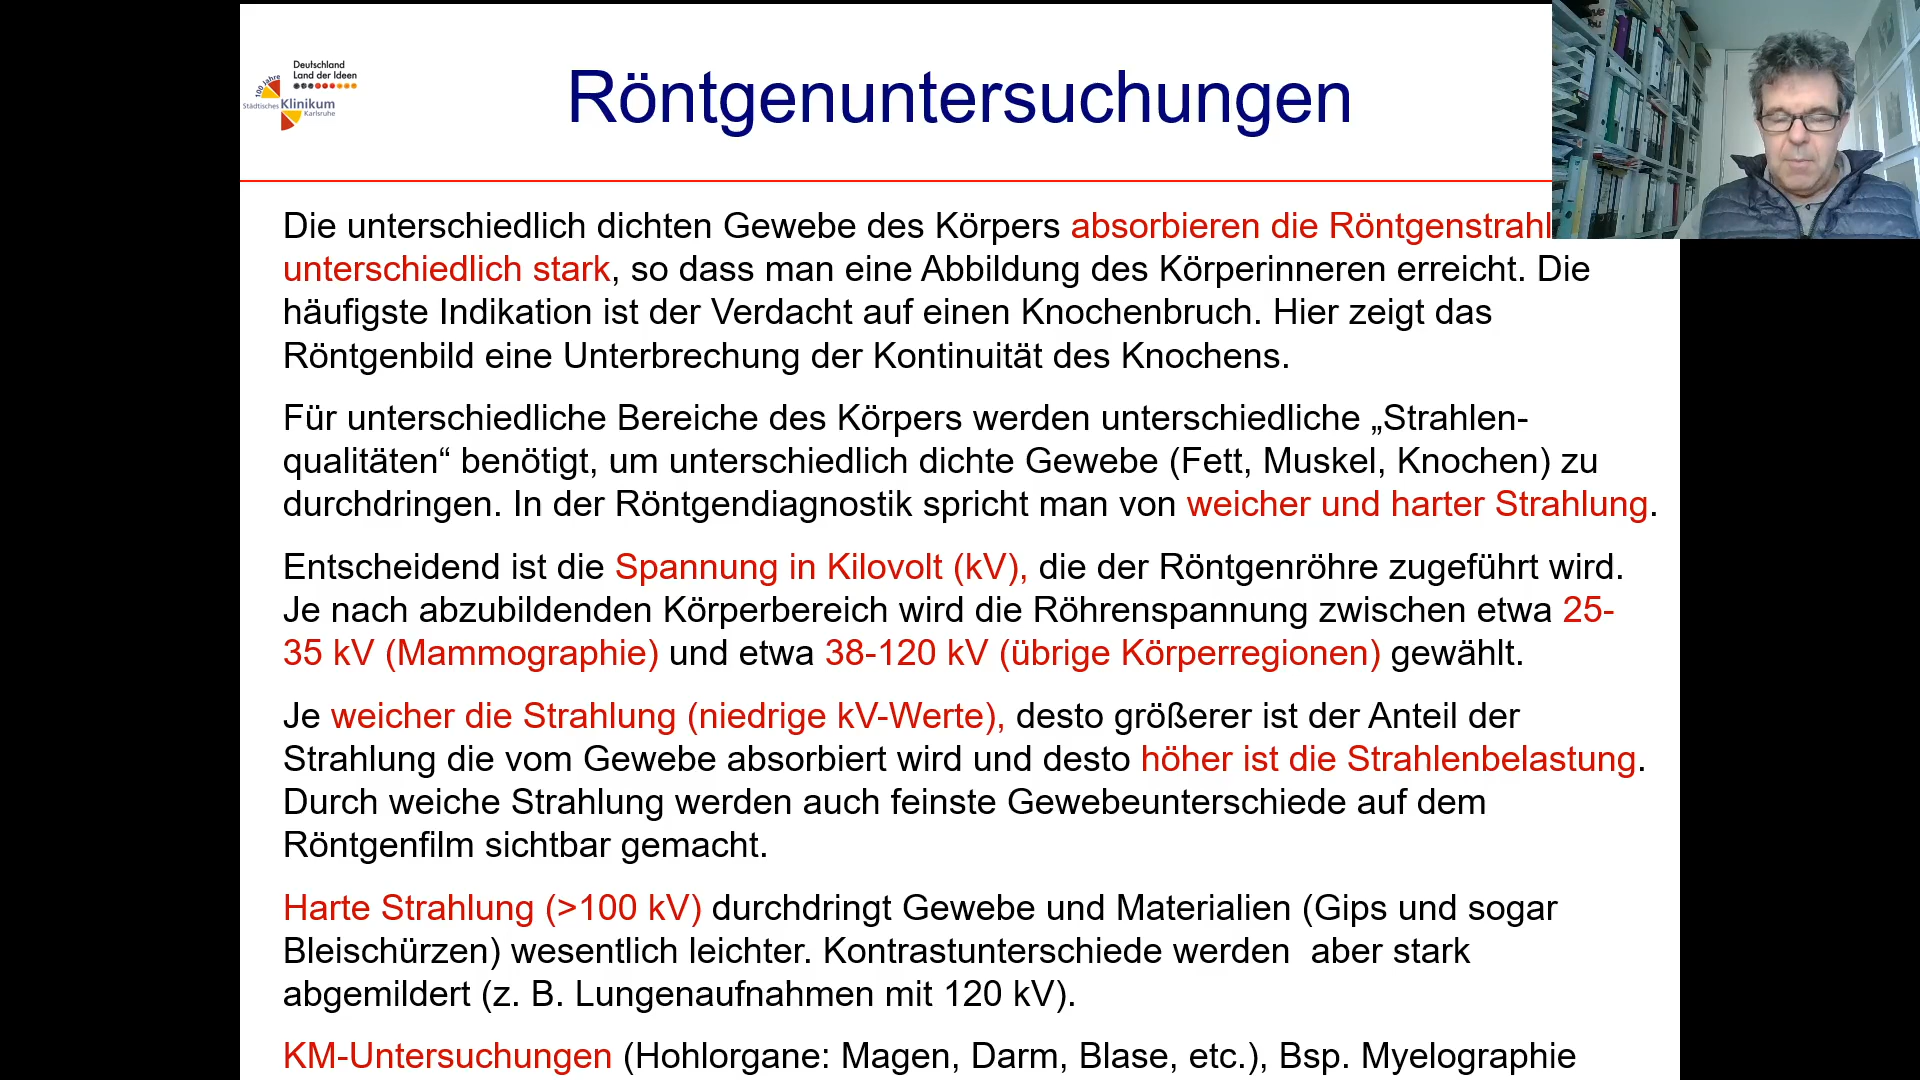 Deutschland
Land der Ideen
100 Jahre
Städtisches Klinikum
Karlsruhe
Röntgenuntersuchungen
Die unterschiedlich dichten Gewebe des Körpers absorbieren die Röntgenstrahl
unterschiedlich stark, so dass man eine Abbildung des Körperinneren erreicht. Die
häufigste Indikation ist der Verdacht auf einen Knochenbruch. Hier zeigt das
Röntgenbild eine Unterbrechung der Kontinuität des Knochens.
Für unterschiedliche Bereiche des Körpers werden unterschiedliche „Strahlen-
qualitäten“ benötigt, um unterschiedlich dichte Gewebe (Fett, Muskel, Knochen) zu
durchdringen. In der Röntgendiagnostik spricht man von weicher und harter Strahlung.
Entscheidend ist die Spannung in Kilovolt (kV), die der Röntgenröhre zugeführt wird.
Je nach abzubildenden Körperbereich wird die Röhrenspannung zwischen etwa 25-
35 kV (Mammographie) und etwa 38-120 kV (übrige Körperregionen) gewählt.
Je weicher die Strahlung (niedrige kV-Werte), desto größerer ist der Anteil der
Strahlung die vom Gewebe absorbiert wird und desto höher ist die Strahlenbelastung.
Durch weiche Strahlung werden auch feinste Gewebeunterschiede auf dem
Röntgenfilm sichtbar gemacht.
Harte Strahlung (>100 kV) durchdringt Gewebe und Materialien (Gips und sogar
Bleischürzen) wesentlich leichter. Kontrastunterschiede werden  aber stark
abgemildert (z. B. Lungenaufnahmen mit 120 kV).
KM-Untersuchungen (Hohlorgane: Magen, Darm, Blase, etc.), Bsp. Myelographie